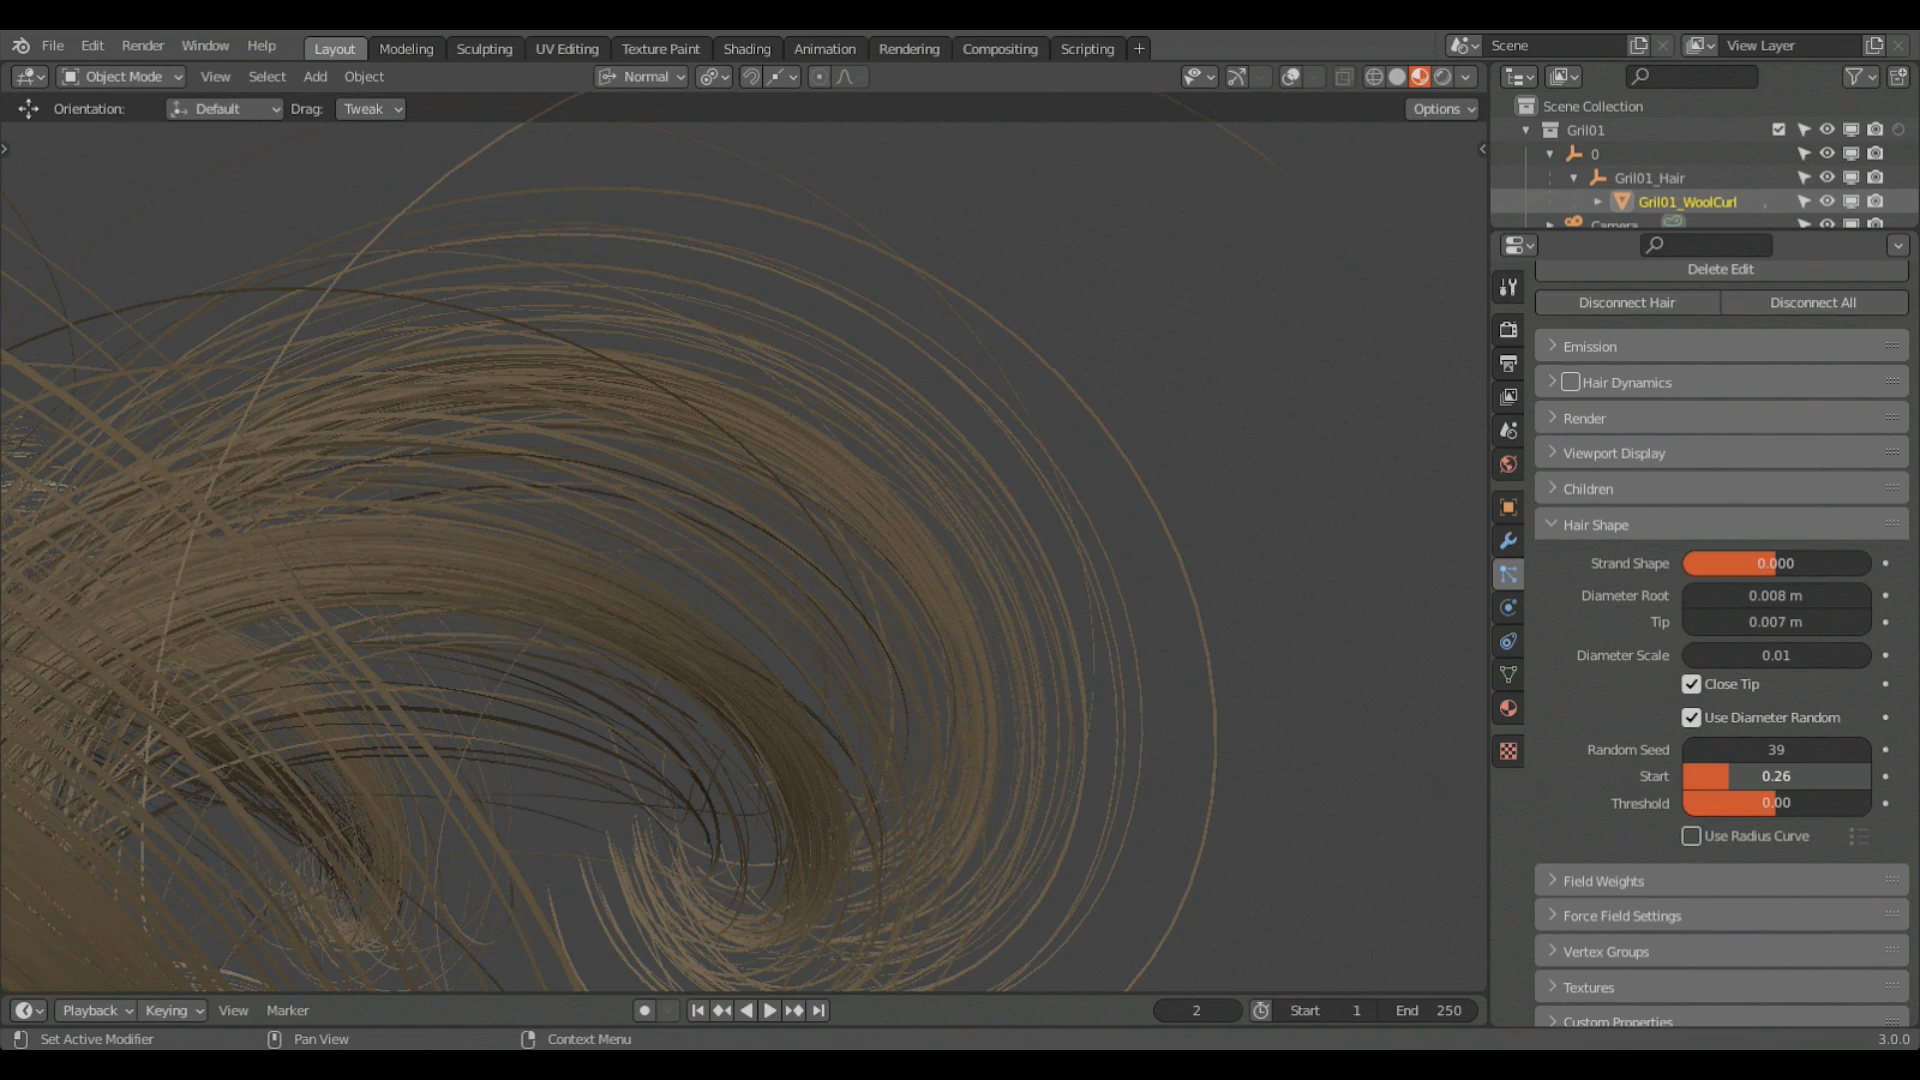 File Edit Render Window Help Layout Modeling Sculpting UV Editing Texture Paint Shading Animation Rendering Compositing Scripting + Scene View Layer
Object Mode View Select Add Object Normal
Orientation: Default Drag: Tweak Options
Scene Collection
Gril01
0
Gril01_Hair
Gril01_WoolCurl
Camera
Delete Edit
Disconnect Hair Disconnect All
Emission
Hair Dynamics
Render
Viewport Display
Children
Hair Shape
Strand Shape 0.000
Diameter Root 0.008 m
Tip 0.007 m
Diameter Scale 0.01
Close Tip
Use Diameter Random
Random Seed 39
Start 0.26
Threshold 0.00
Use Radius Curve
Field Weights
Force Field Settings
Vertex Groups
Textures
Custom Properties
Playback Keying View Marker 2 Start 1 End 250
Set Active Modifier Pan View Context Menu 3.0.0